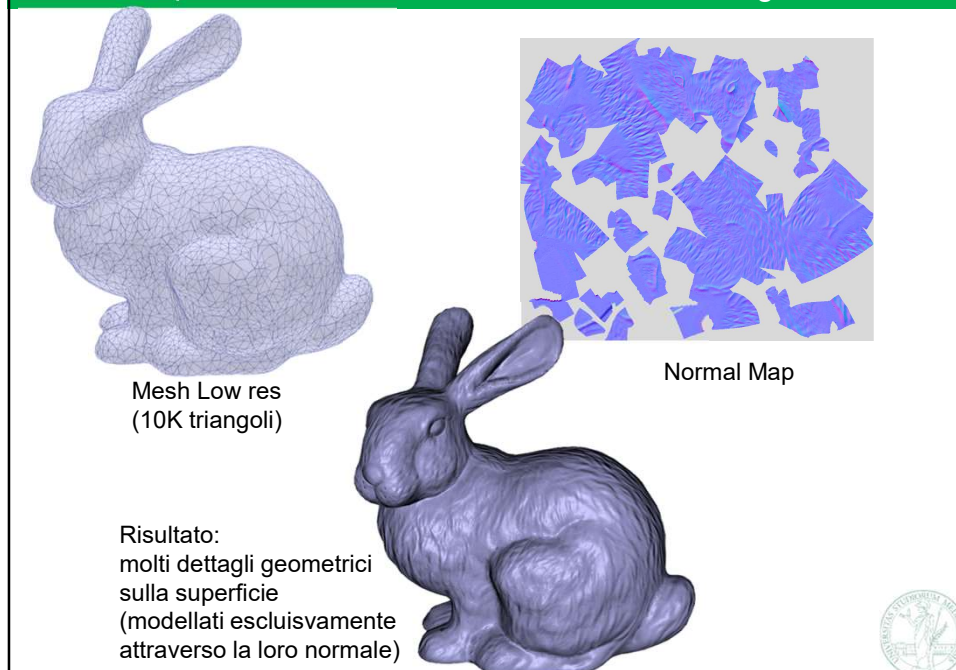 Mesh Low res
(10K triangoli)
Normal Map
Risultato:
molti dettagli geometrici
sulla superficie
(modellati escluisvamente
attraverso la loro normale)